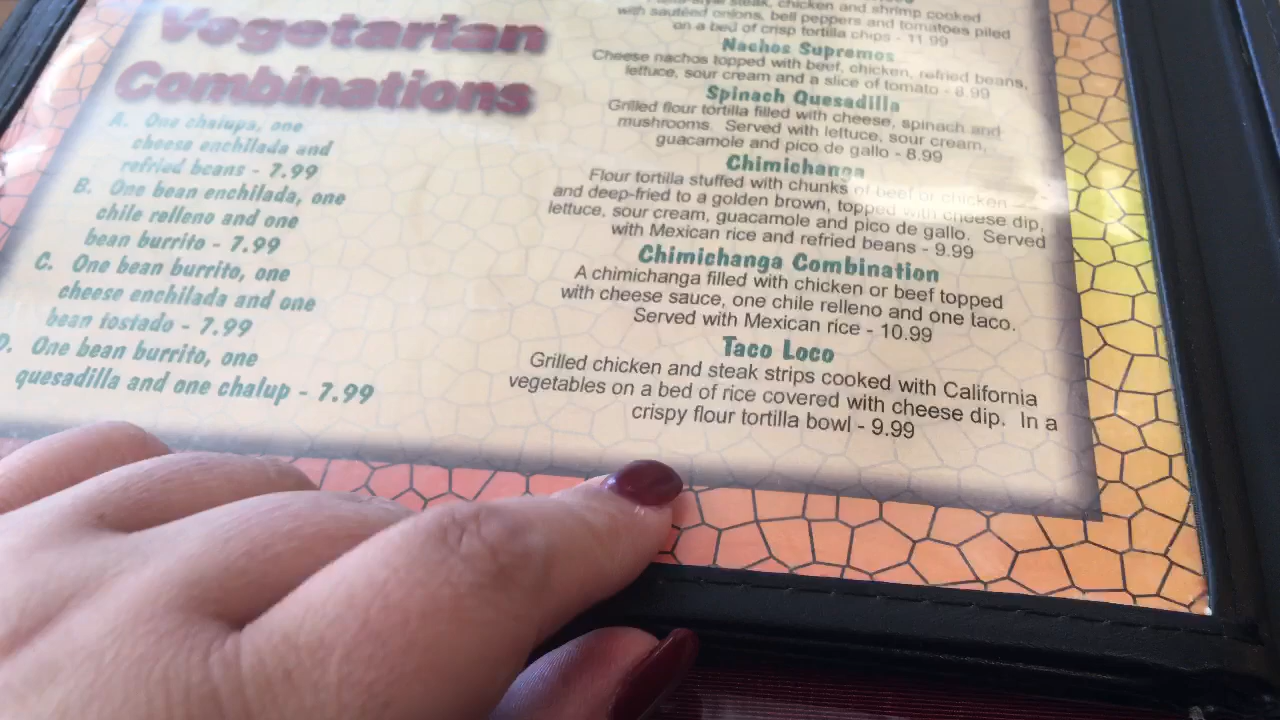 Vegetarian
Combinations
A. One chalupa, one
cheese enchilada and
refried beans - 7.99
B. One bean enchilada, one
chile relleno and one
bean burrito - 7.99
C. One bean burrito, one
cheese enchilada and one
bean tostado - 7.99
D. One bean burrito, one
quesadilla and one chalup - 7.99
steak, chicken and shrimp cooked
with sautéed onions, bell peppers and tomatoes piled
on a bed of crisp tortilla chips - 11.99
Nachos Supremos
Cheese nachos topped with beef, chicken, refried beans,
lettuce, sour cream and a slice of tomato - 8.99
Spinach Quesadilla
Grilled flour tortilla filled with cheese, spinach and
mushrooms. Served with lettuce, sour cream,
guacamole and pico de gallo - 8.99
Chimichanga
Flour tortilla stuffed with chunks of beef or chicken
and deep-fried to a golden brown, topped with cheese dip,
lettuce, sour cream, guacamole and pico de gallo. Served
with Mexican rice and refried beans - 9.99
Chimichanga Combination
A chimichanga filled with chicken or beef topped
with cheese sauce, one chile relleno and one taco.
Served with Mexican rice - 10.99
Taco Loco
Grilled chicken and steak strips cooked with California
vegetables on a bed of rice covered with cheese dip. In a
crispy flour tortilla bowl - 9.99